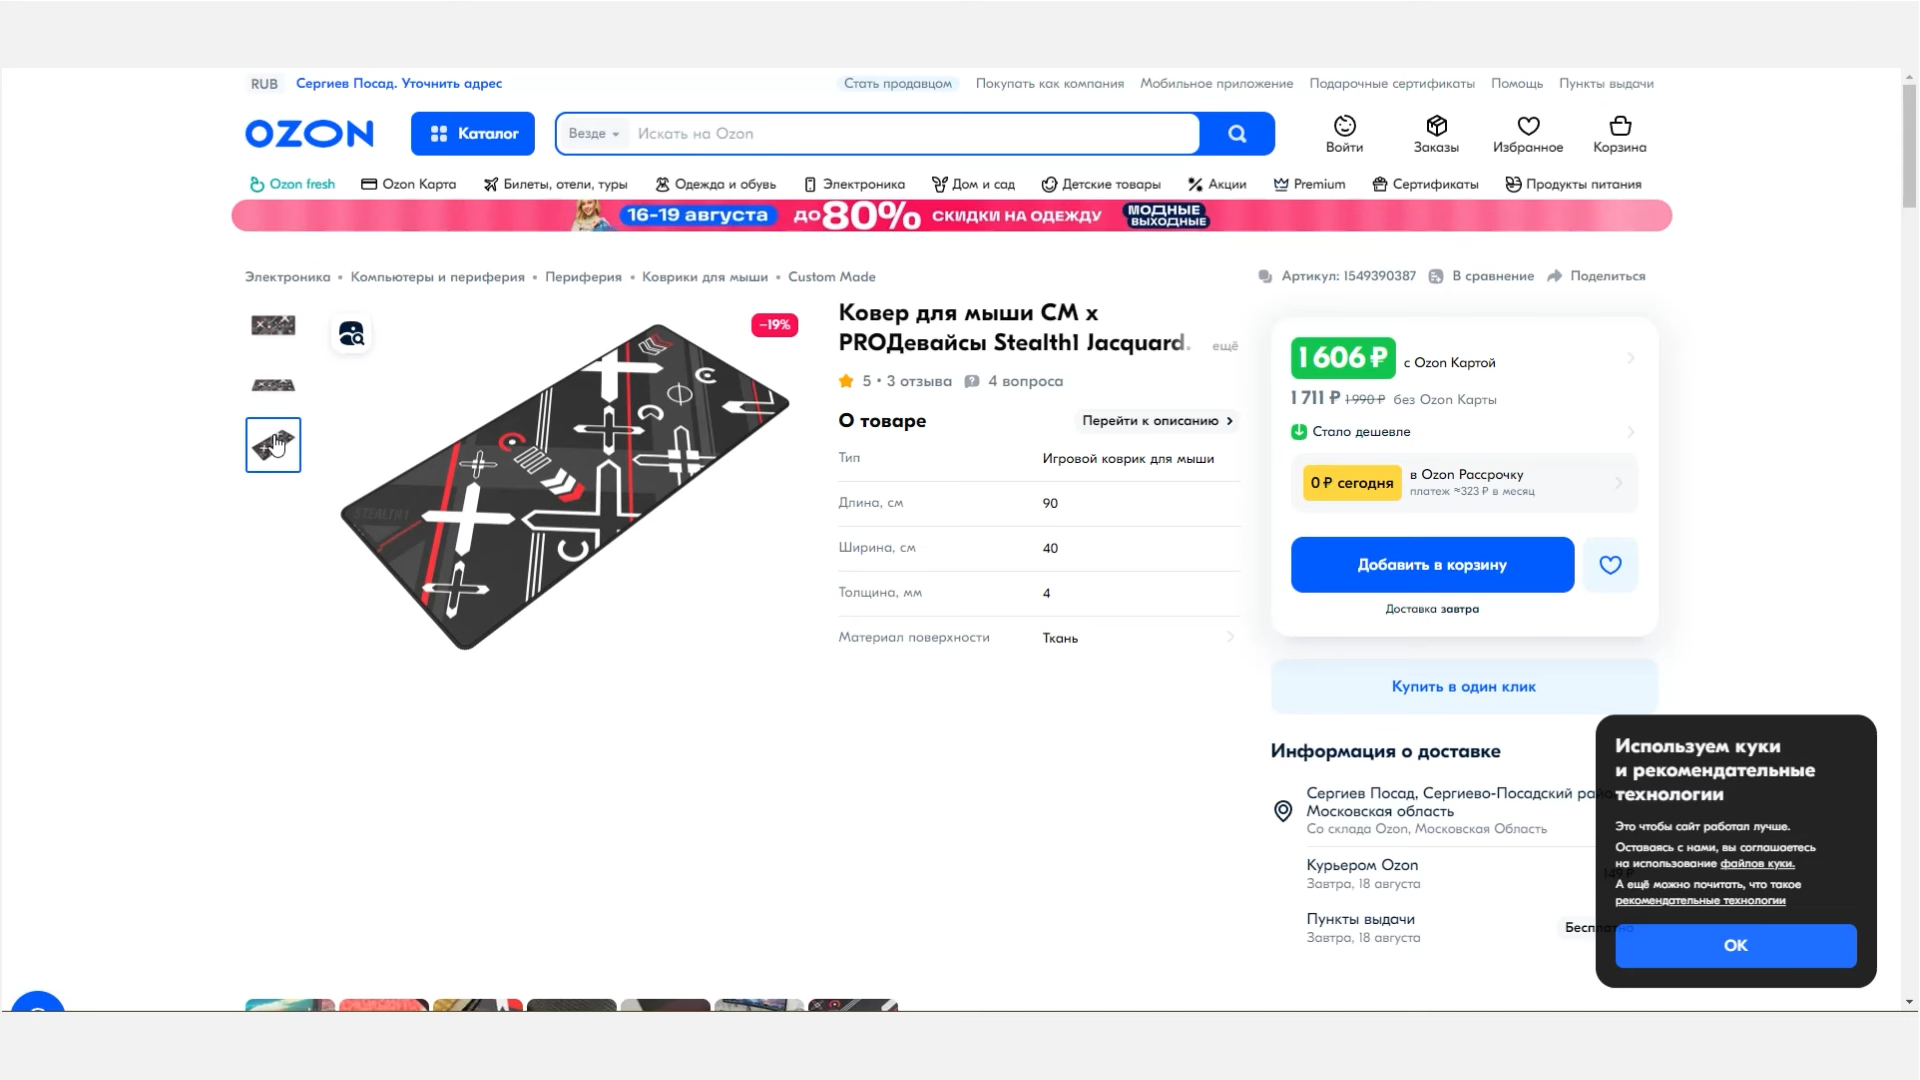 RUB Сергиев Посад. Уточнить адрес Стать продавцом Покупать как компания Мобильное приложение Подарочные сертификаты Помощь Пункты выдачи
OZON Каталог Везде Искать на Ozon Войти Заказы Избранное Корзина
Ozon fresh Ozon Карта Билеты, отели, туры Одежда и обувь Электроника Дом и сад Детские товары Акции Premium Сертификаты Продукты питания
16-19 августа до 80% СКИДКИ НА ОДЕЖДУ МОДНЫЕ ВЫХОДНЫЕ
Электроника • Компьютеры и периферия • Периферия • Коврики для мыши • Custom Made
Артикул: 1549390387 В сравнение Поделиться
-19%
STEALTH1
Ковер для мыши CM x
PROДевайсы Stealth1 Jacquard. ещё
5 • 3 отзыва 4 вопроса
О товаре Перейти к описанию
Тип Игровой коврик для мыши
Длина, см 90
Ширина, см 40
Толщина, мм 4
Материал поверхности Ткань
1 606 ₽ с Ozon Картой
1 711 ₽ 1 990 ₽ без Ozon Карты
Стало дешевле
0 ₽ сегодня в Ozon Рассрочку
платеж ≈323 ₽ в месяц
Добавить в корзину
Доставка завтра
Купить в один клик
Информация о доставке
Сергиев Посад, Сергиево-Посадский райо
Московская область
Со склада Ozon, Московская Область
Курьером Ozon 149 ₽
Завтра, 18 августа
Пункты выдачи Бесплатно
Завтра, 18 августа
Используем куки
и рекомендательные
технологии
Это чтобы сайт работал лучше.
Оставаясь с нами, вы соглашаетесь
на использование файлов куки.
А ещё можно почитать, что такое
рекомендательные технологии
ОК